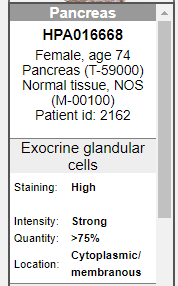 Pancreas
HPA016668
Female, age 74
Pancreas (T-59000)
Normal tissue, NOS
(M-00100)
Patient id: 2162
Exocrine glandular
cells
Staining: High
Intensity: Strong
Quantity: >75%
Location: Cytoplasmic/
membranous